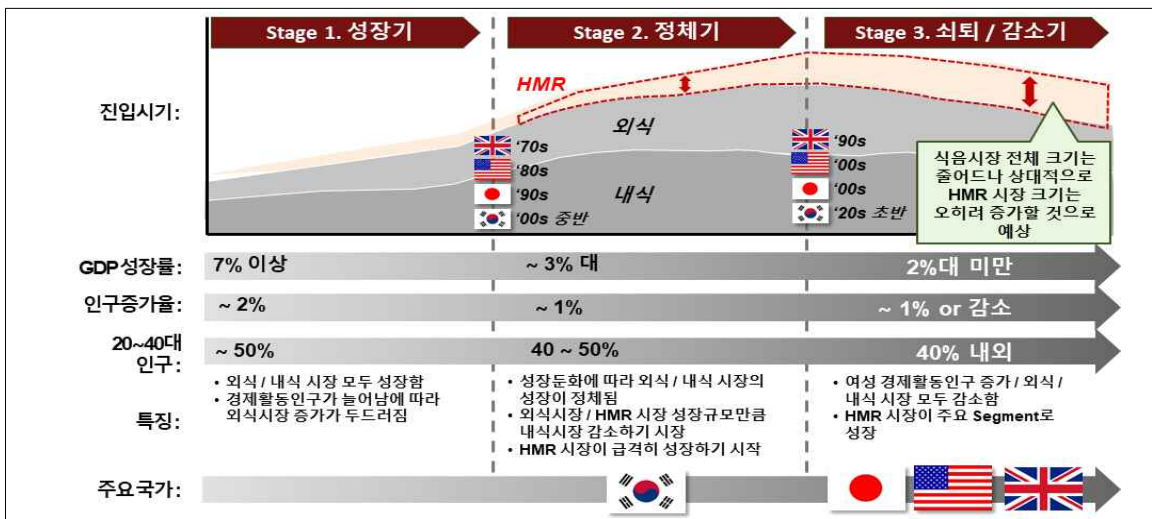 Stage 1. 성장기
Stage 2. 정체기
Stage 3. 쇠퇴 / 감소기
진입시기:
HMR
외식
내식
‘70s
‘80s
‘90s
‘00s 중반
‘90s
‘00s
‘00s
‘20s 초반
식음시장 전체 크기는
줄어드나 상대적으로
HMR 시장 크기는
오히려 증가할 것으로
예상
GDP성장률:
7% 이상
~ 3% 대
2%대 미만
인구증가율:
~ 2%
~ 1%
~ 1% or 감소
20~40대
인구:
~ 50%
40 ~ 50%
40% 내외
특징:
• 외식 / 내식 시장 모두 성장함
• 경제활동인구가 늘어남에 따라
외식시장 증가가 두드러짐
• 성장둔화에 따라 외식 / 내식 시장의
성장이 정체됨
• 외식시장 / HMR 시장 성장규모만큼
내식시장 감소하기 시장
• HMR 시장이 급격히 성장하기 시작
• 여성 경제활동인구 증가 / 외식 /
내식 시장 모두 감소함
• HMR 시장이 주요 Segment로
성장
주요국가: